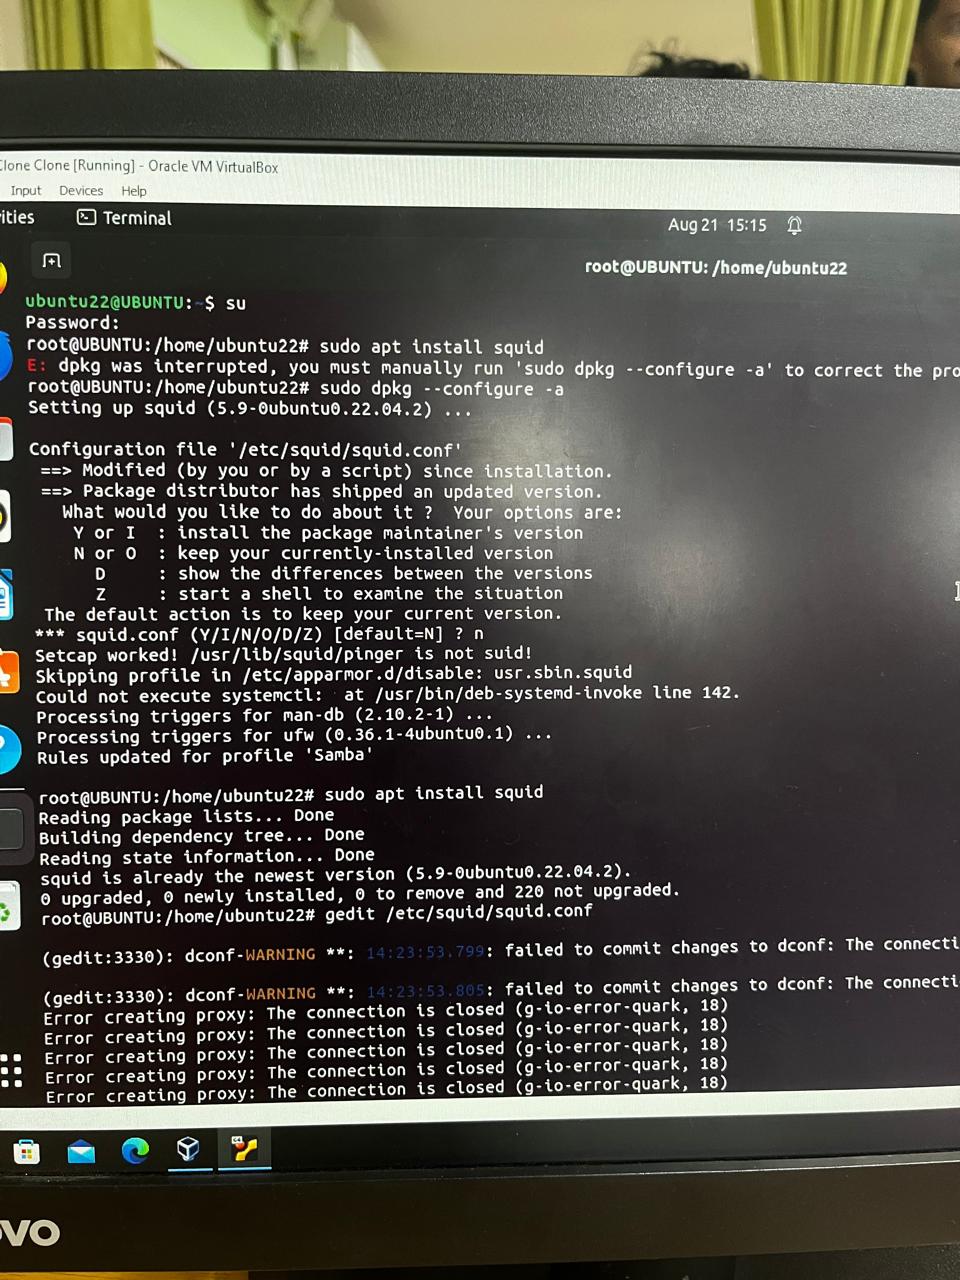 Clone Clone [Running] - Oracle VM VirtualBox
Input Devices Help
Terminal
Aug 21 15:15
root@UBUNTU: /home/ubuntu22
ubuntu22@UBUNTU:~$ su
Password:
root@UBUNTU:/home/ubuntu22# sudo apt install squid
E: dpkg was interrupted, you must manually run 'sudo dpkg --configure -a' to correct the pro
root@UBUNTU:/home/ubuntu22# sudo dpkg --configure -a
Setting up squid (5.9-0ubuntu0.22.04.2) ...
Configuration file '/etc/squid/squid.conf'
==> Modified (by you or by a script) since installation.
==> Package distributor has shipped an updated version.
What would you like to do about it ? Your options are:
Y or I : install the package maintainer's version
N or O : keep your currently-installed version
D : show the differences between the versions
Z : start a shell to examine the situation
The default action is to keep your current version.
*** squid.conf (Y/I/N/O/D/Z) [default=N] ? n
Setcap worked! /usr/lib/squid/pinger is not suid!
Skipping profile in /etc/apparmor.d/disable: usr.sbin.squid
Could not execute systemctl: at /usr/bin/deb-systemd-invoke line 142.
Processing triggers for man-db (2.10.2-1) ...
Processing triggers for ufw (0.36.1-4ubuntu0.1) ...
Rules updated for profile 'Samba'
root@UBUNTU:/home/ubuntu22# sudo apt install squid
Reading package lists... Done
Building dependency tree... Done
Reading state information... Done
squid is already the newest version (5.9-0ubuntu0.22.04.2).
0 upgraded, 0 newly installed, 0 to remove and 220 not upgraded.
root@UBUNTU:/home/ubuntu22# gedit /etc/squid/squid.conf
(gedit:3330): dconf-WARNING **: 14:23:53.799: failed to commit changes to dconf: The connecti
(gedit:3330): dconf-WARNING **: 14:23:53.805: failed to commit changes to dconf: The connecti
Error creating proxy: The connection is closed (g-io-error-quark, 18)
Error creating proxy: The connection is closed (g-io-error-quark, 18)
Error creating proxy: The connection is closed (g-io-error-quark, 18)
Error creating proxy: The connection is closed (g-io-error-quark, 18)
Error creating proxy: The connection is closed (g-io-error-quark, 18)